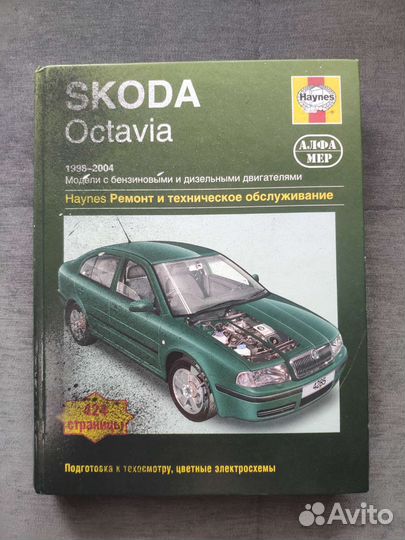 SKODA
Octavia
Haynes
АЛФА
МЕР
1998-2004
Модели с бензиновыми и дизельными двигателями
Haynes Ремонт и техническое обслуживание
4285
424
страницы
Подготовка к техосмотру, цветные электросхемы
Avito